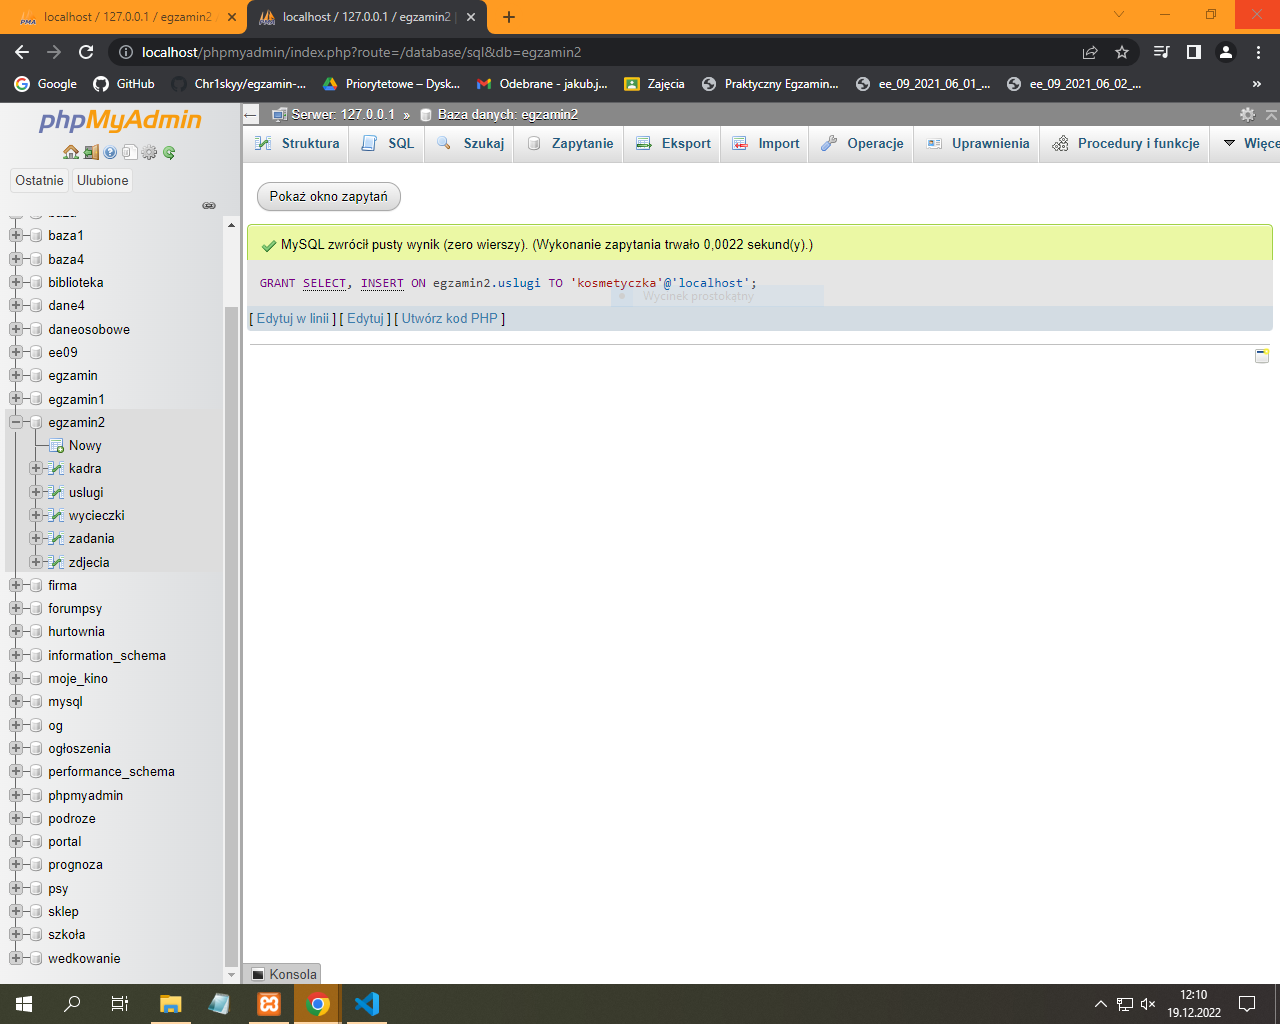 localhost / 127.0.0.1 / egzamin2
localhost / 127.0.0.1 / egzamin2 |
localhost/phpmyadmin/index.php?route=/database/sql&db=egzamin2
Google
GitHub
Chr1skyy/egzamin-...
Priorytetowe – Dysk...
Odebrane - jakub.j...
Zajęcia
Praktyczny Egzamin...
ee_09_2021_06_01_...
ee_09_2021_06_02_...
»
phpMyAdmin
Ostatnie
Ulubione
baza1
baza4
biblioteka
dane4
daneosobowe
ee09
egzamin
egzamin1
egzamin2
Nowy
kadra
uslugi
wycieczki
zadania
zdjecia
firma
forumpsy
hurtownia
information_schema
moje_kino
mysql
og
ogłoszenia
performance_schema
phpmyadmin
podroze
portal
prognoza
psy
sklep
szkoła
wedkowanie
Serwer: 127.0.0.1 » Baza danych: egzamin2
Struktura
SQL
Szukaj
Zapytania
Eksport
Import
Operacje
Uprawnienia
Procedury i funkcje
Więce
Pokaż okno zapytań
MySQL zwrócił pusty wynik (zero wierszy). (Wykonanie zapytania trwało 0,0022 sekund(y).)
GRANT SELECT, INSERT ON egzamin2.uslugi TO 'kosmetyczka'@'localhost';
Wycinek prostokątny
[ Edytuj w linii ] [ Edytuj ] [ Utwórz kod PHP ]
Konsola
12:10
19.12.2022